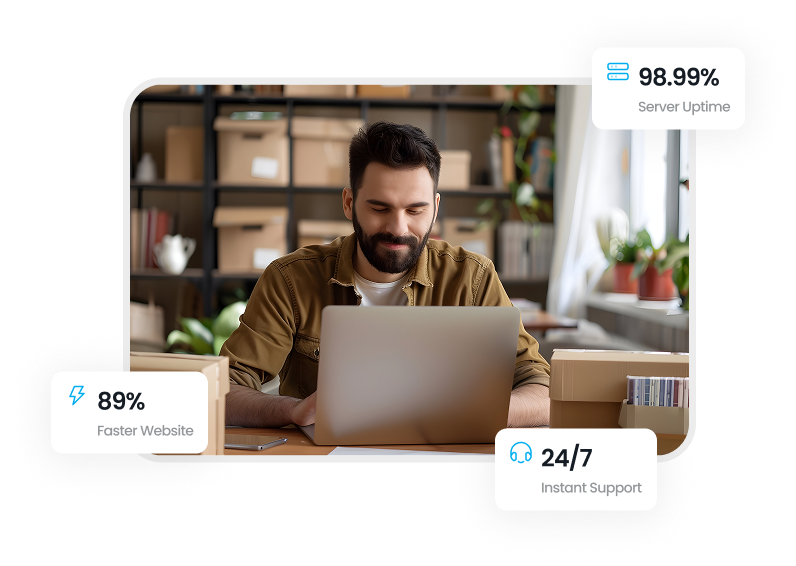 98.99%
Server Uptime
89%
Faster Website
24/7
Instant Support